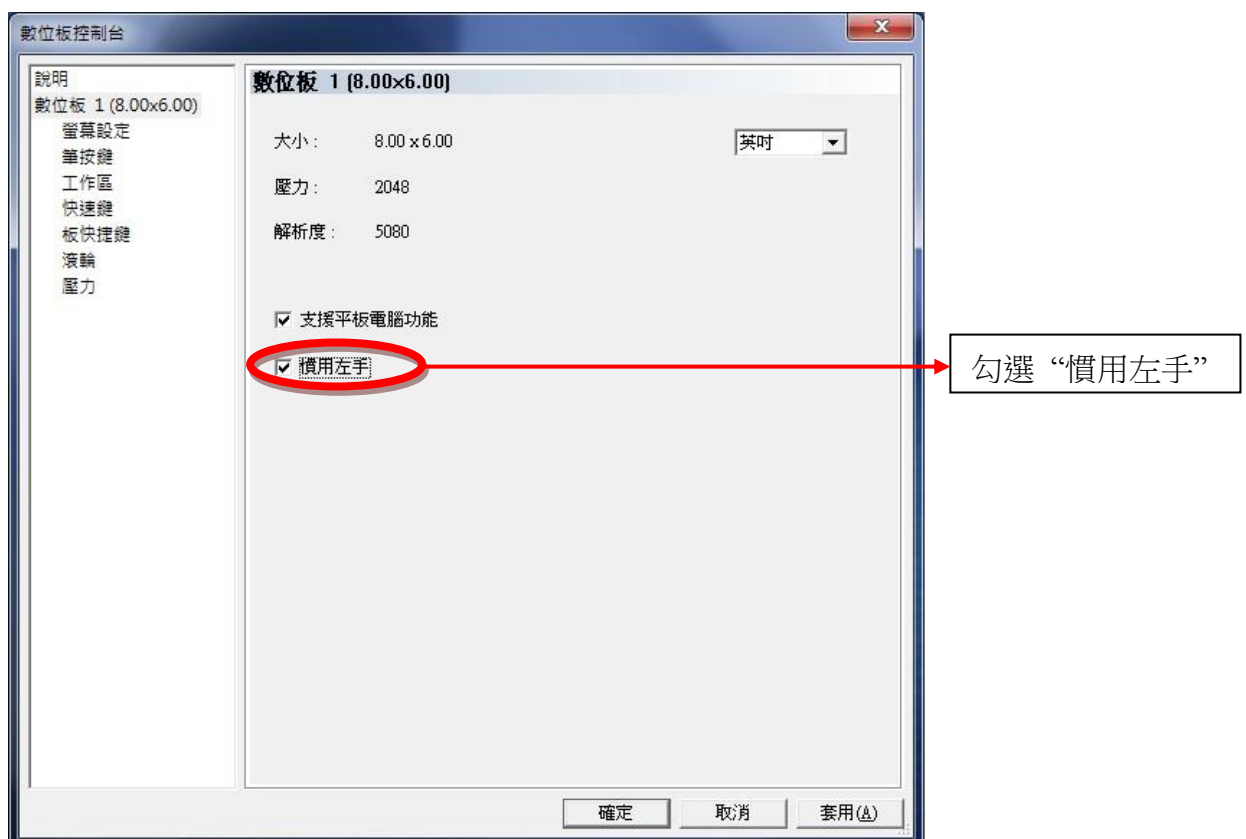 數位板控制台
說明
數位板 1 (8.00x6.00)
螢幕設定
筆按鍵
工作區
快速鍵
板快捷鍵
滾輪
壓力
數位板 1 (8.00×6.00)
大小 : 8.00 x 6.00 英吋
壓力 : 2048
解析度 : 5080
支援平板電腦功能
慣用左手
勾選 “慣用左手”
確定 取消 套用(A)